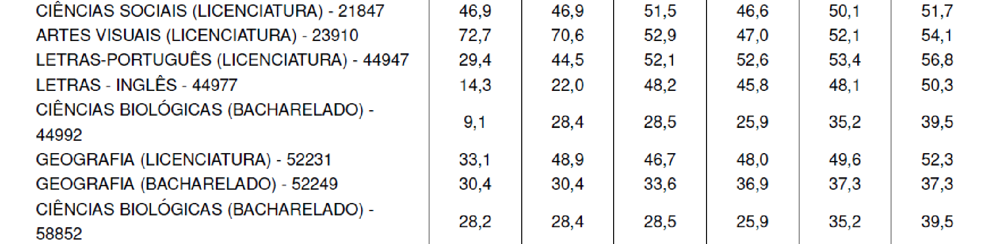 CIÊNCIAS SOCIAIS (LICENCIATURA) - 21847 46,9 46,9 51,5 46,6 50,1 51,7
ARTES VISUAIS (LICENCIATURA) - 23910 72,7 70,6 52,9 47,0 52,1 54,1
LETRAS-PORTUGUÊS (LICENCIATURA) - 44947 29,4 44,5 52,1 52,6 53,4 56,8
LETRAS - INGLÊS - 44977 14,3 22,0 48,2 45,8 48,1 50,3
CIÊNCIAS BIOLÓGICAS (BACHARELADO) -
44992 9,1 28,4 28,5 25,9 35,2 39,5
GEOGRAFIA (LICENCIATURA) - 52231 33,1 48,9 46,7 48,0 49,6 52,3
GEOGRAFIA (BACHARELADO) - 52249 30,4 30,4 33,6 36,9 37,3 37,3
CIÊNCIAS BIOLÓGICAS (BACHARELADO) -
58852 28,2 28,4 28,5 25,9 35,2 39,5